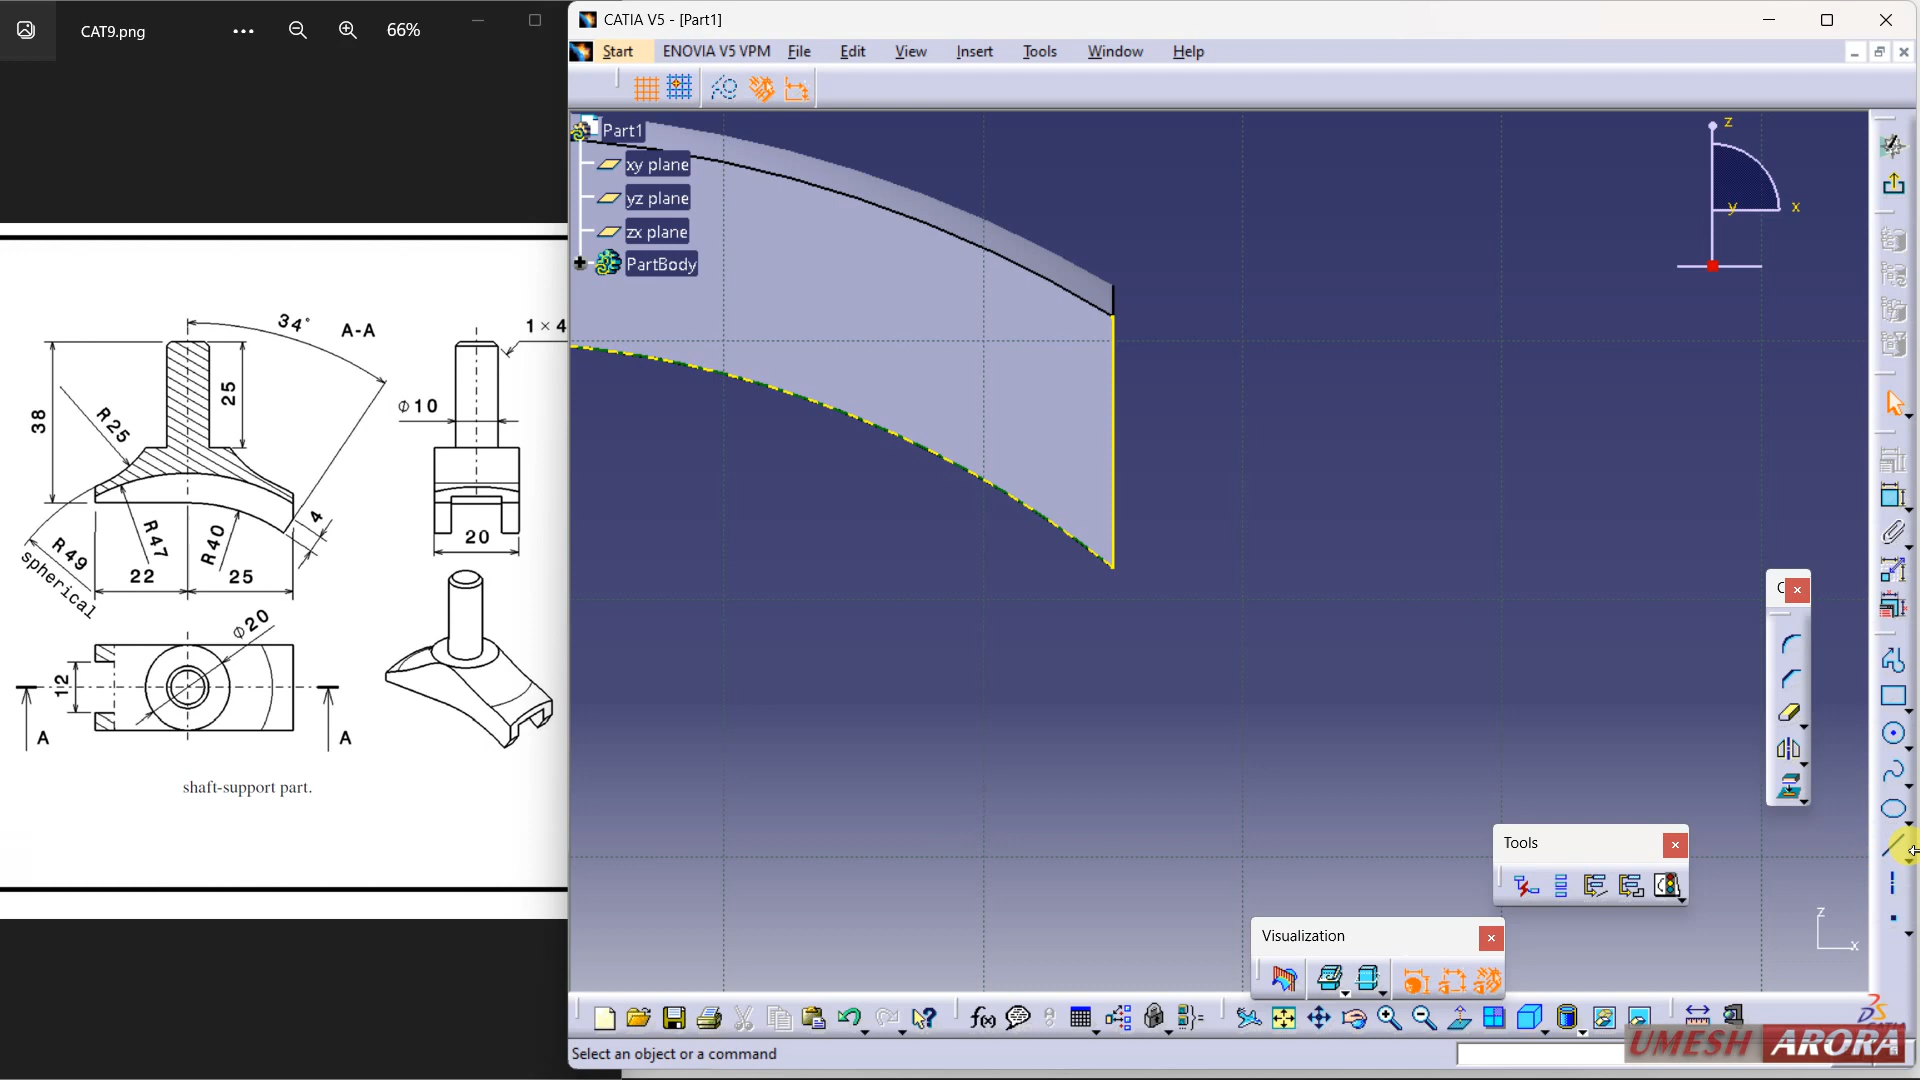 CAT9.png
66%
CATIA V5 - [Part1]
Start
ENOVIA V5 VPM
File
Edit
View
Insert
Tools
Window
Help
Part1
xy plane
yz plane
zx plane
PartBody
z
y
x
34°
A-A
1 × 4
38
25
R25
Φ10
R47
R40
4
R49
spherical
22
25
20
Φ20
12
A
A
shaft-support part.
C
Tools
Visualization
z
x
f(x)
Select an object or a command
UMESH ARORA